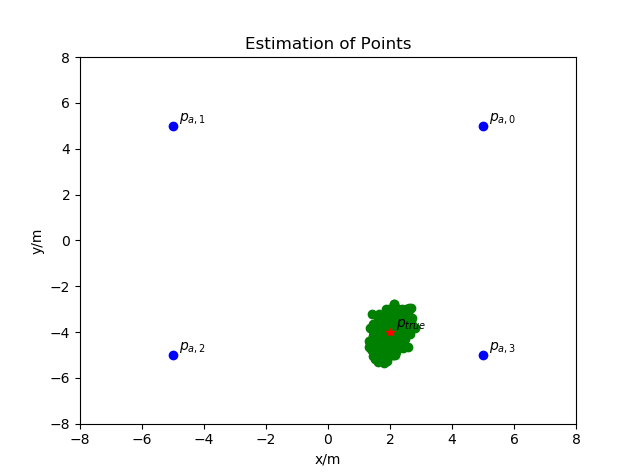 Estimation of Points
8
6
4
2
0
−2
−4
−6
−8
y/m
p_{a,1}
p_{a,0}
p_{true}
p_{a,2}
p_{a,3}
−8 −6 −4 −2 0 2 4 6 8
x/m